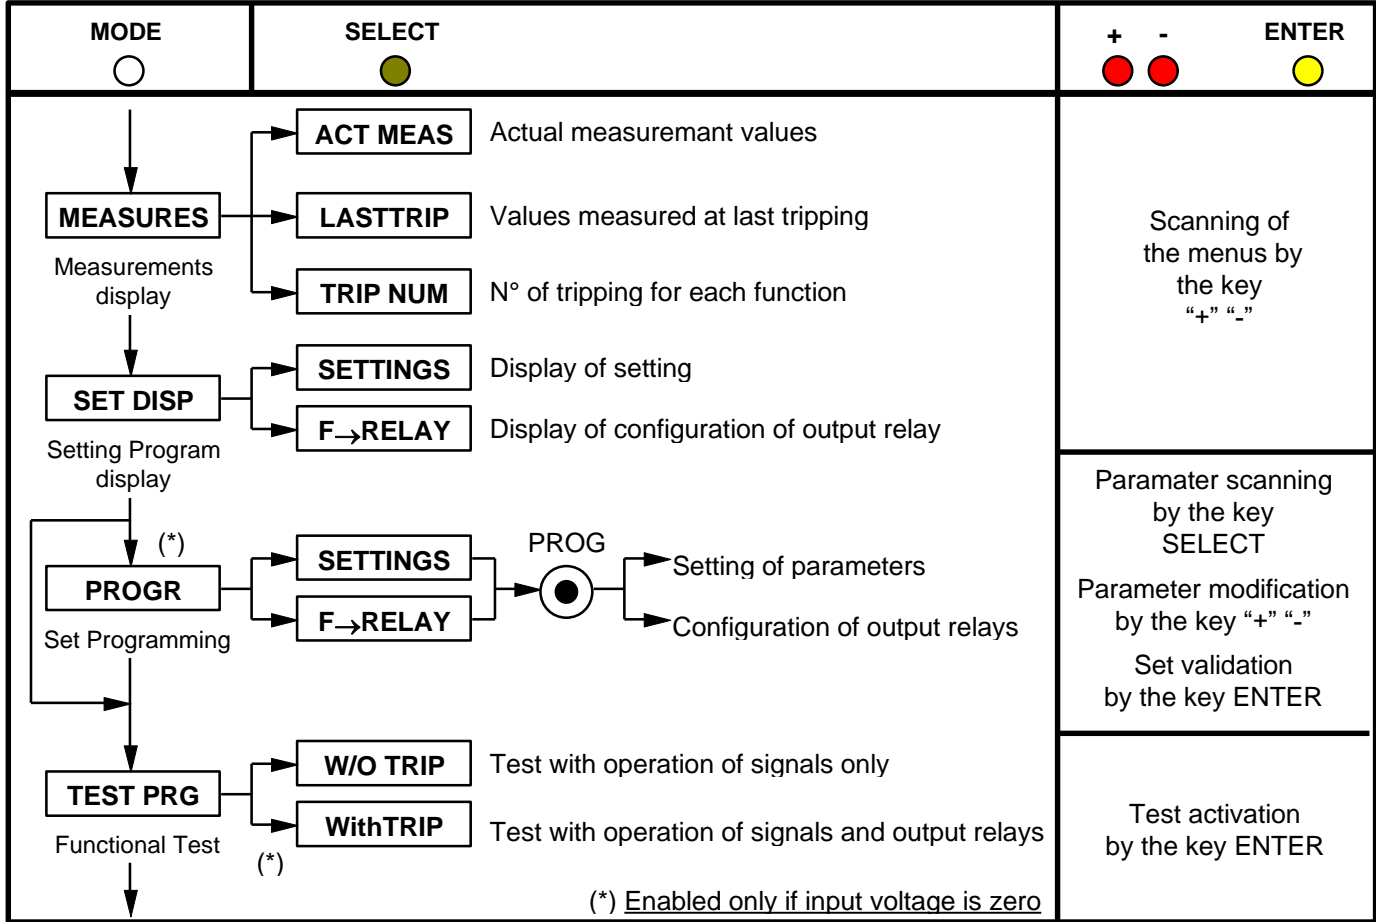 MODE
SELECT
+ -
ENTER
ACT MEAS
Actual measuremant values
MEASURES
LASTTRIP
Values measured at last tripping
Measurements
display
TRIP NUM
N° of tripping for each function
Scanning of
the menus by
the key
“+” “-”
SETTINGS
Display of setting
SET DISP
F→RELAY
Display of configuration of output relay
Setting Program
display
(*)
PROGR
SETTINGS
F→RELAY
PROG
Setting of parameters
Configuration of output relays
Set Programming
Paramater scanning
by the key
SELECT
Parameter modification
by the key “+” “-”
Set validation
by the key ENTER
W/O TRIP
Test with operation of signals only
TEST PRG
WithTRIP
Test with operation of signals and output relays
Functional Test
(*)
Test activation
by the key ENTER
(*) Enabled only if input voltage is zero